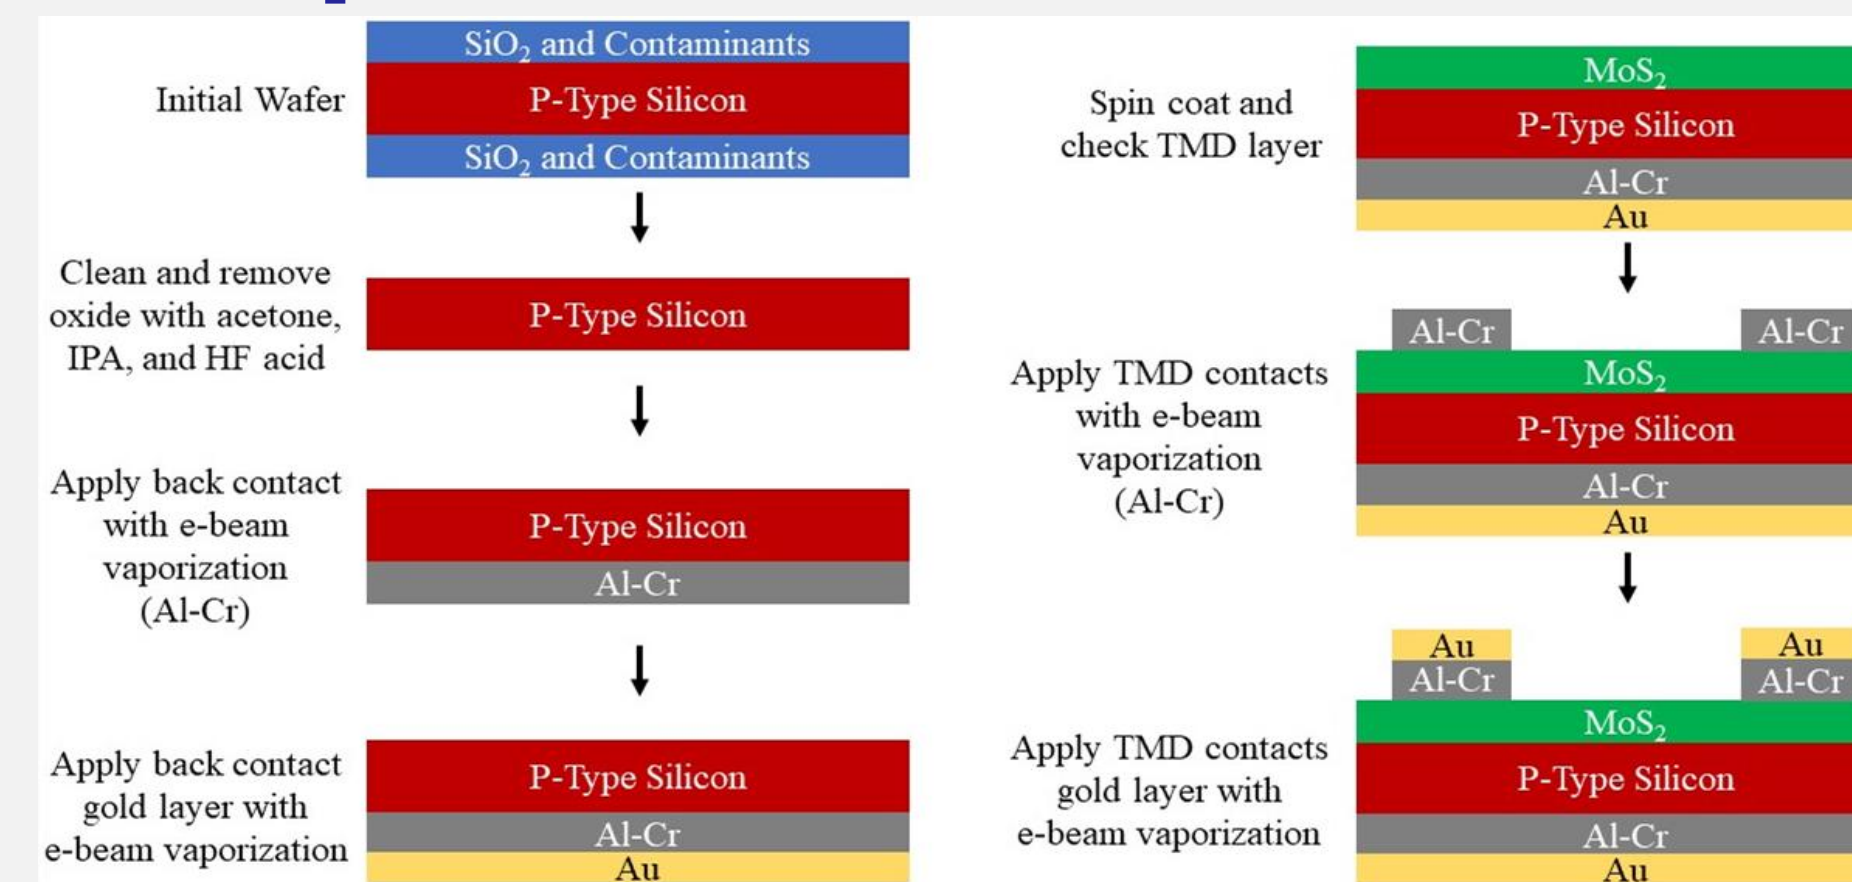 Initial Wafer
SiO₂ and Contaminants
P-Type Silicon
SiO₂ and Contaminants
Clean and remove
oxide with acetone,
IPA, and HF acid
P-Type Silicon
Apply back contact
with e-beam
vaporization
(Al-Cr)
P-Type Silicon
Al-Cr
Apply back contact
gold layer with
e-beam vaporization
P-Type Silicon
Al-Cr
Au
Spin coat and
check TMD layer
MoS₂
P-Type Silicon
Al-Cr
Au
Apply TMD contacts
with e-beam
vaporization
(Al-Cr)
Al-Cr Al-Cr
MoS₂
P-Type Silicon
Al-Cr
Au
Apply TMD contacts
gold layer with
e-beam vaporization
Au Au
Al-Cr Al-Cr
MoS₂
P-Type Silicon
Al-Cr
Au